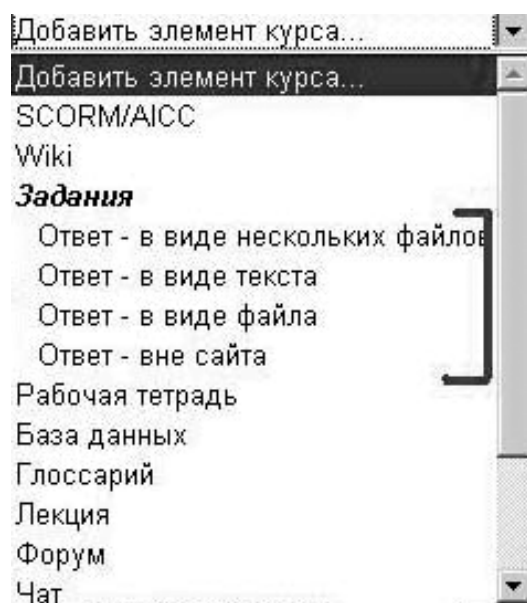 Добавить элемент курса...
Добавить элемент курса...
SCORM/AICC
Wiki
Задания
Ответ - в виде нескольких файлов
Ответ - в виде текста
Ответ - в виде файла
Ответ - вне сайта
Рабочая тетрадь
База данных
Глоссарий
Лекция
Форум
Чат